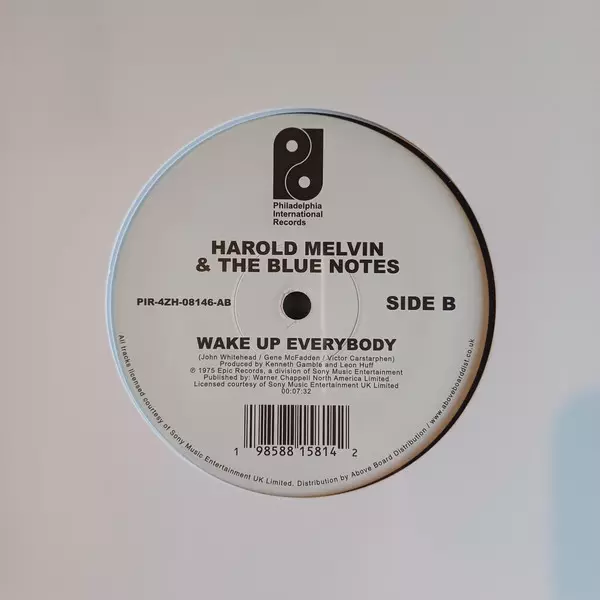 Philadelphia
International
Records
HAROLD MELVIN
& THE BLUE NOTES
PIR-4ZH-08146-AB
SIDE B
WAKE UP EVERYBODY
(John Whitehead / Gene McFadden / Victor Carstarphen)
Produced by Kenneth Gamble and Leon Huff
℗ 1975 Epic Records, a division of Sony Music Entertainment
Published by: Warner Chappell North America Limited
Licensed courtesy of Sony Music Entertainment UK Limited
00:07:32
1 98588 15814 2
All tracks licensed courtesy of Sony Music Entertainment UK Limited. Distribution by Above Board Distribution / www.aboveboarddist.co.uk